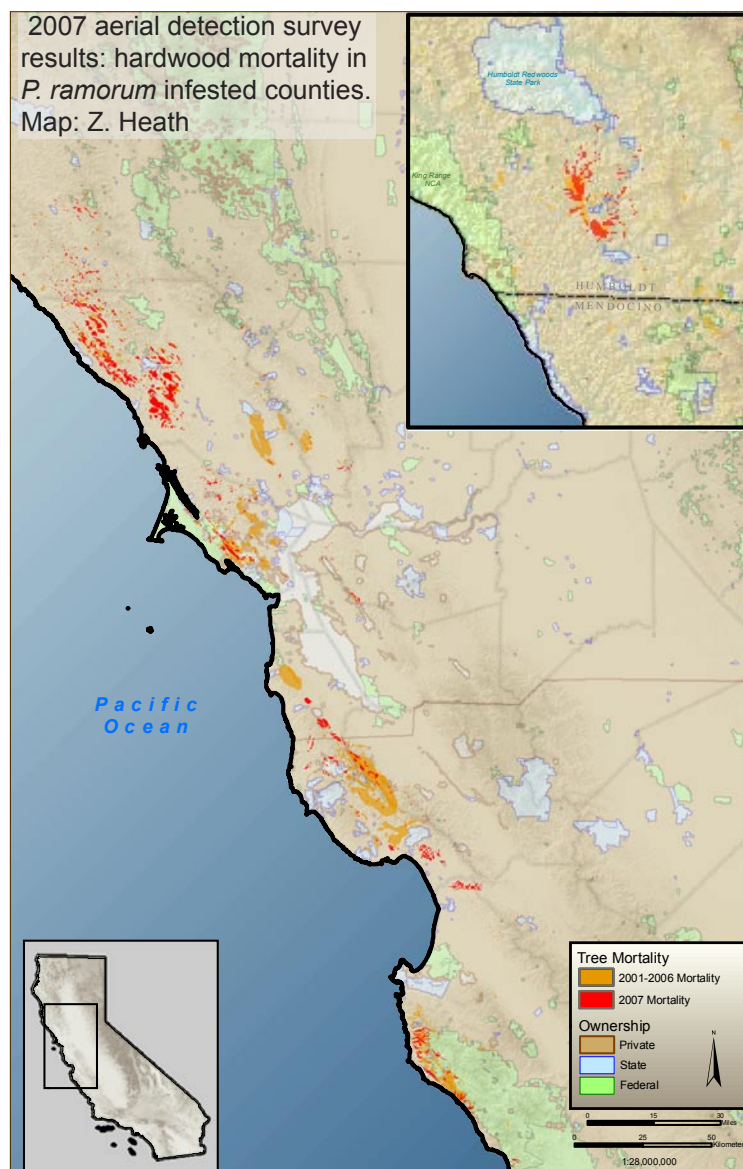 2007 aerial detection survey
results: hardwood mortality in
P. ramorum infested counties.
Map: Z. Heath
Humboldt Redwoods
State Park
King Range
NCA
HUMBOLDT
MENDOCINO
Pacific
Ocean
Tree Mortality
2001-2006 Mortality
2007 Mortality
Ownership
Private
State
Federal
N
0 15 30
Miles
0 25 50
Kilometers
1:28,000,000